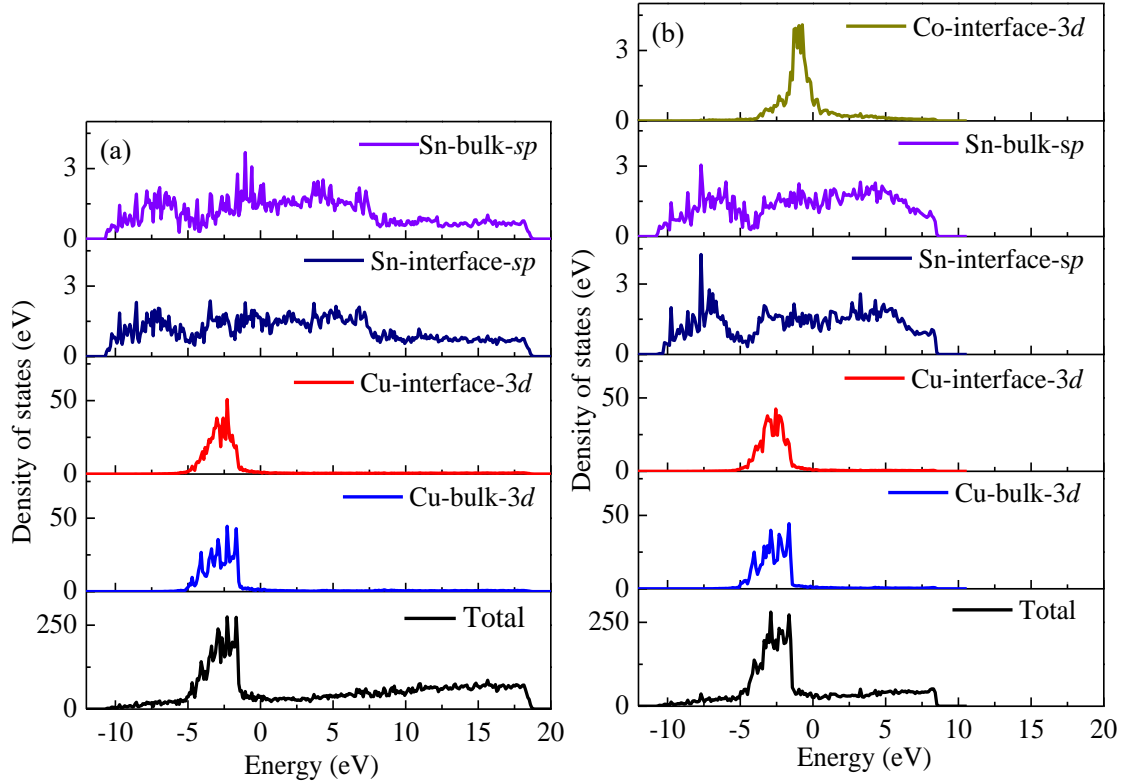 (a)
Sn-bulk-sp
3
0
Sn-interface-sp
3
0
Cu-interface-3d
50
0
Cu-bulk-3d
50
0
Total
250
0
-10 -5 0 5 10 15 20
Energy (eV)
Density of states (eV)
(b)
Co-interface-3d
3
0
Sn-bulk-sp
3
0
Sn-interface-sp
3
0
Cu-interface-3d
50
0
Cu-bulk-3d
50
0
Total
250
0
-10 -5 0 5 10 15 20
Energy (eV)
Density of states (eV)